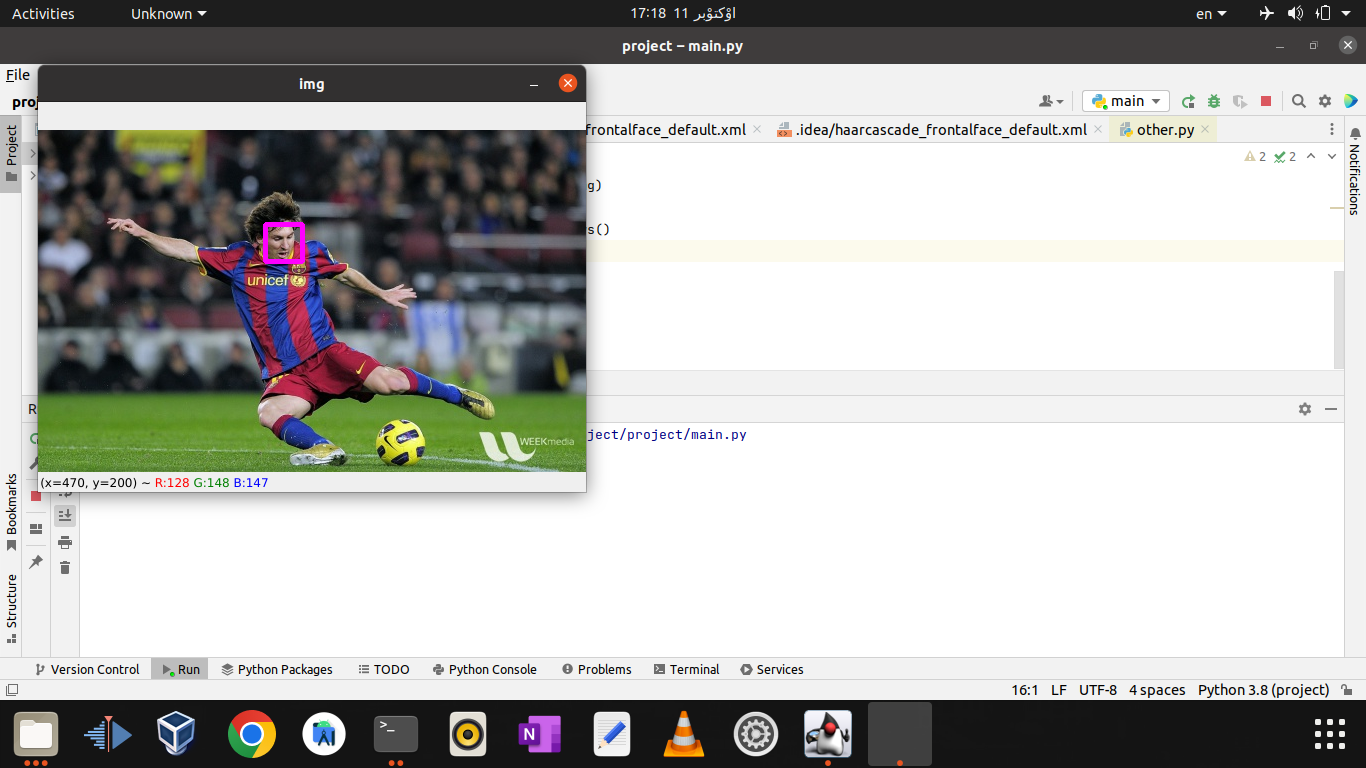 Activities
Unknown
اۆکتۆبر 11 17:18
en
project – main.py
File
img
main
frontalface_default.xml
.idea/haarcascade_frontalface_default.xml
other.py
Project
2
2
g)
s()
Notifications
unicef
WEEKmedia
ject/project/main.py
(x=470, y=200) ~ R:128 G:148 B:147
Bookmarks
Structure
Version Control
Run
Python Packages
TODO
Python Console
Problems
Terminal
Services
16:1
LF
UTF-8
4 spaces
Python 3.8 (project)
>_
N